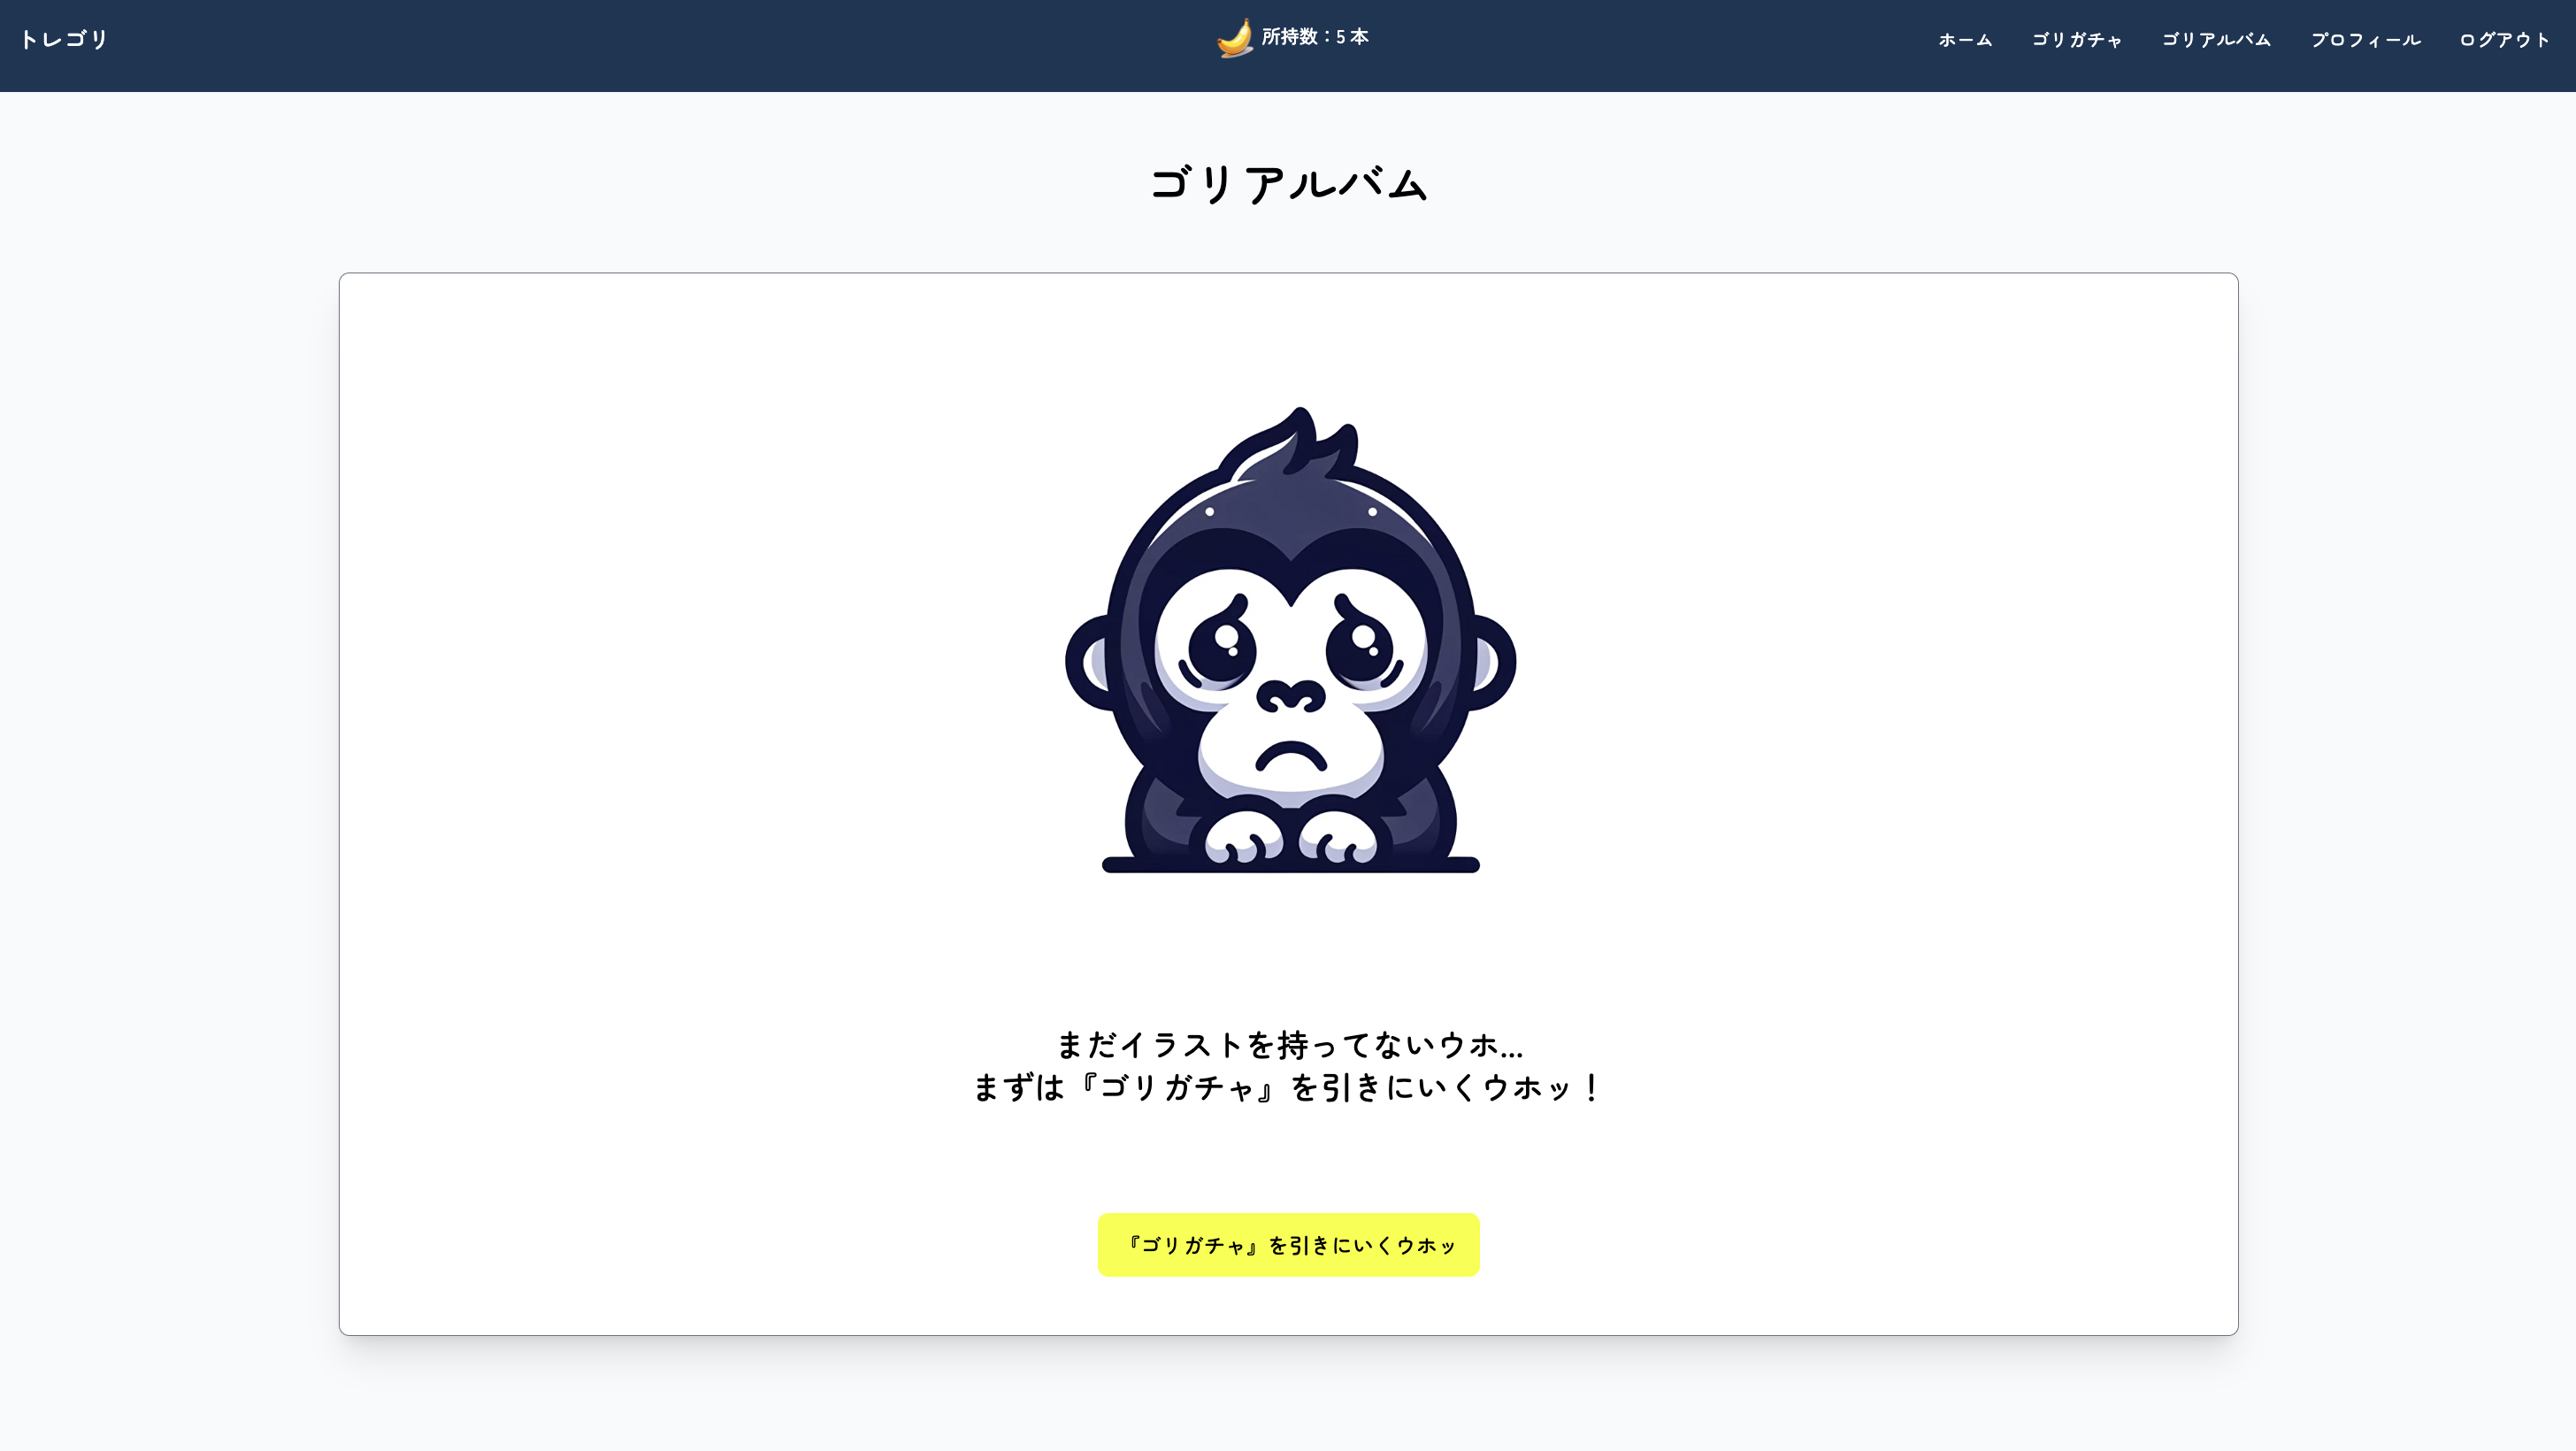 トレゴリ
所持数：5 本
ホーム
ゴリガチャ
ゴリアルバム
プロフィール
ログアウト
ゴリアルバム
まだイラストを持ってないウホ...
まずは『ゴリガチャ』を引きにいくウホッ！
『ゴリガチャ』を引きにいくウホッ